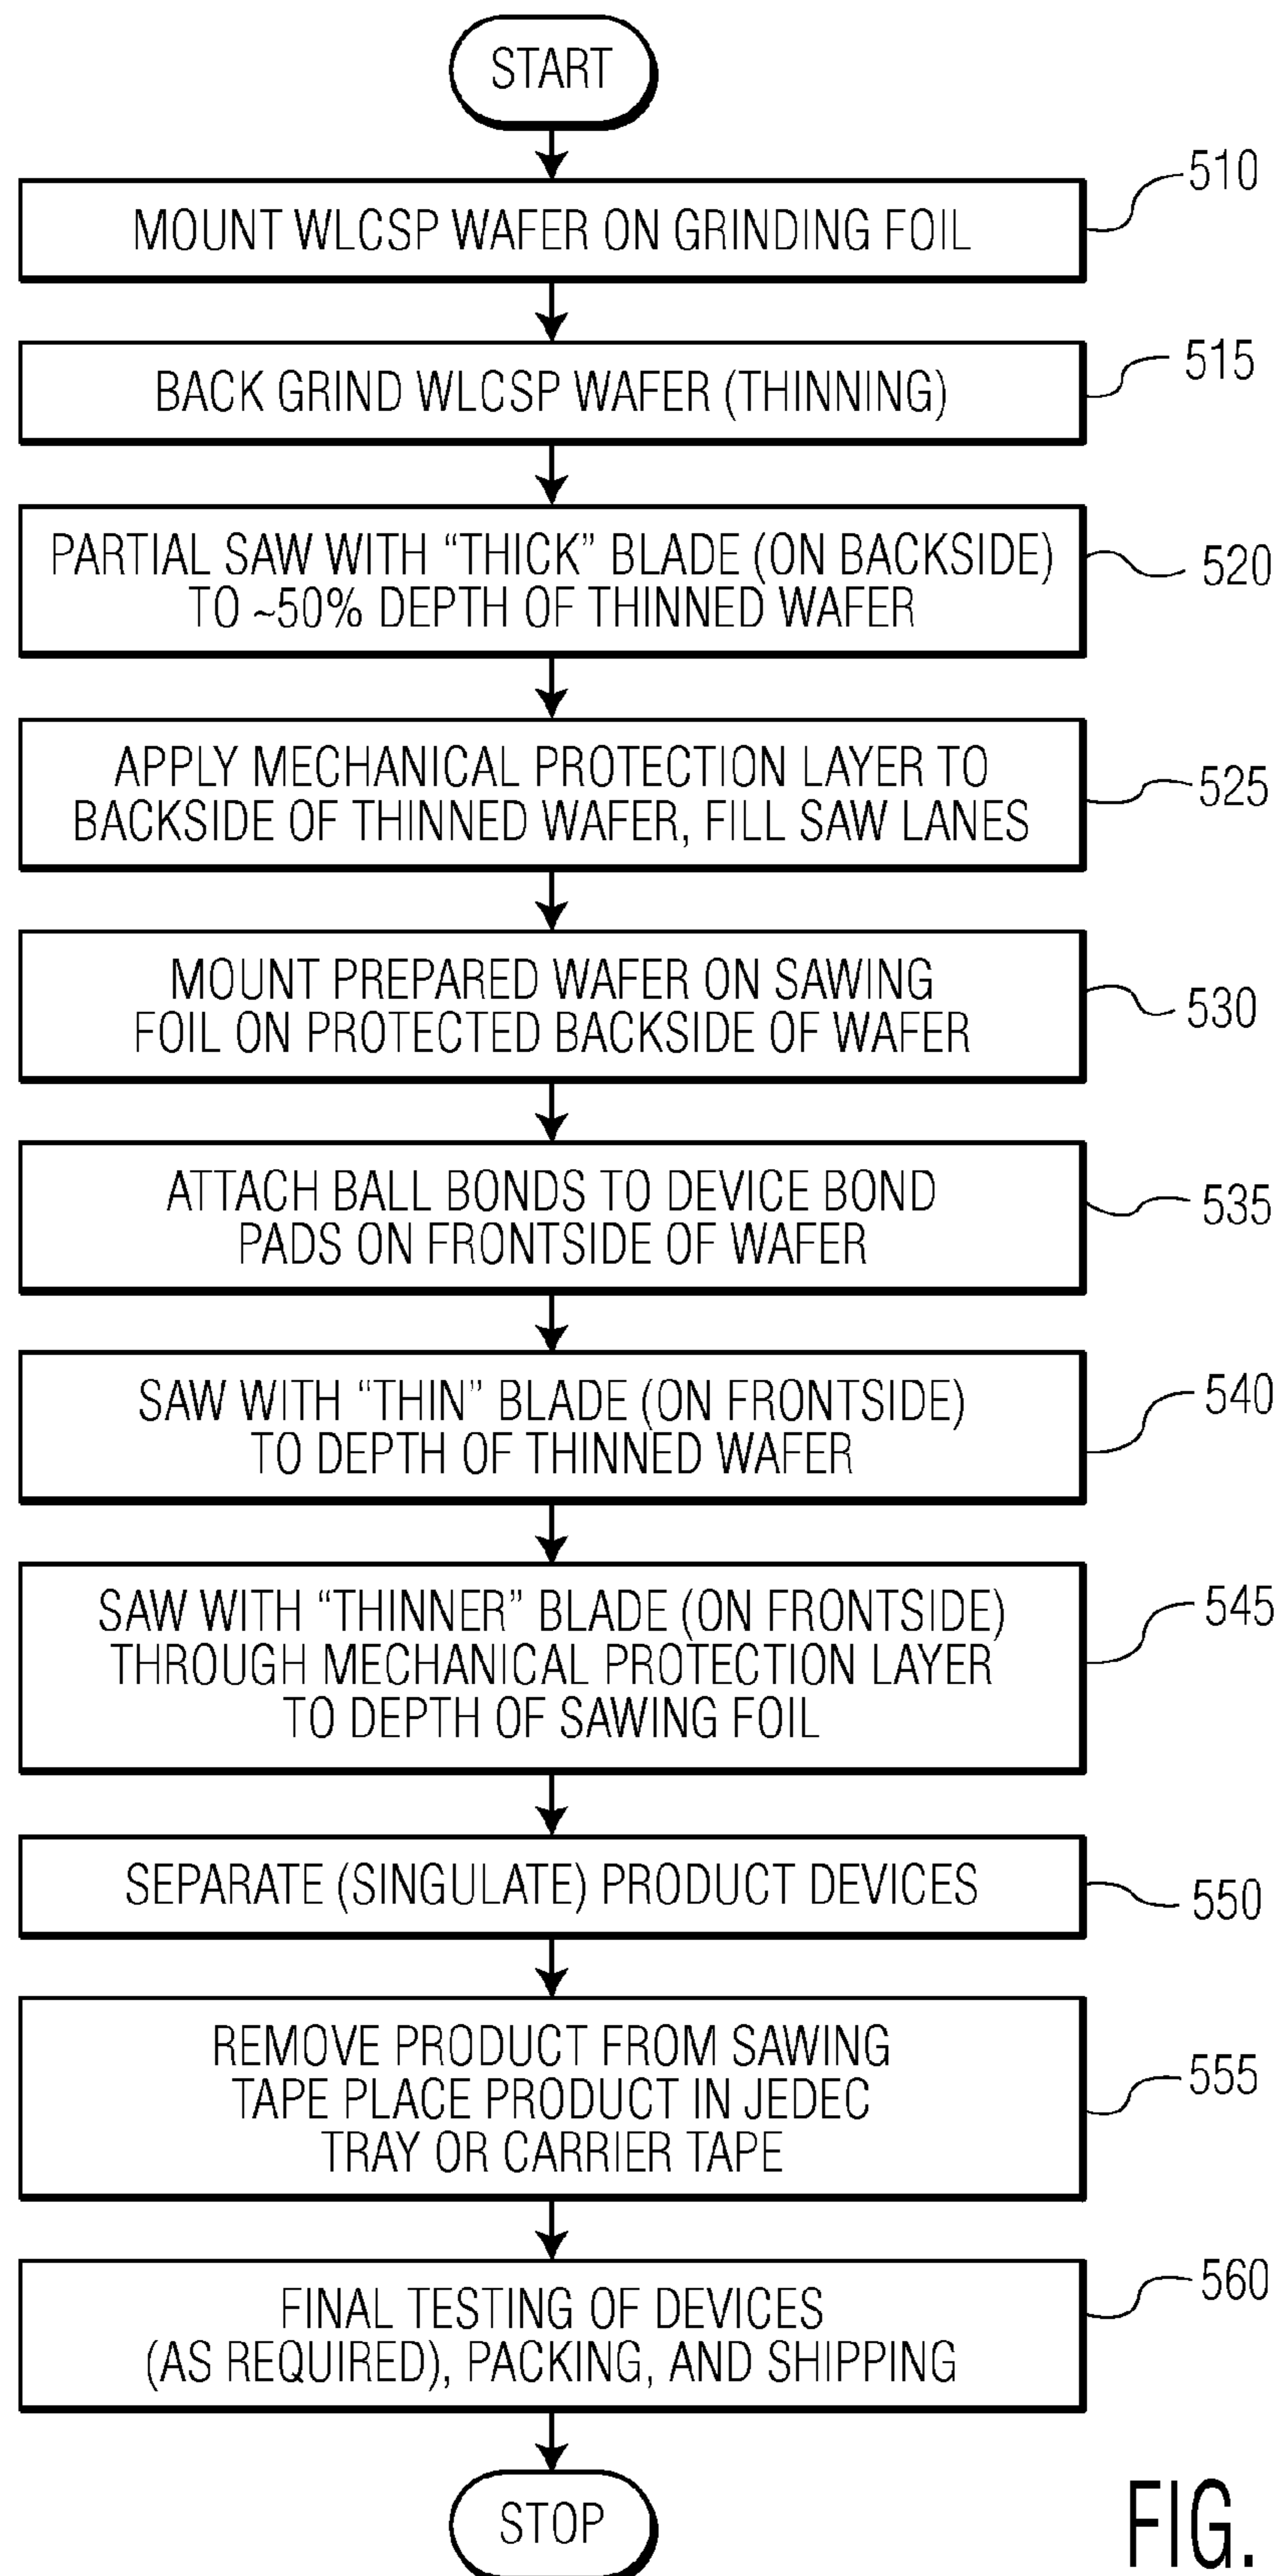 START
510
MOUNT WLCSP WAFER ON GRINDING FOIL
515
BACK GRIND WLCSP WAFER (THINNING)
520
PARTIAL SAW WITH “THICK” BLADE (ON BACKSIDE)
TO ~50% DEPTH OF THINNED WAFER
525
APPLY MECHANICAL PROTECTION LAYER TO
BACKSIDE OF THINNED WAFER, FILL SAW LANES
530
MOUNT PREPARED WAFER ON SAWING
FOIL ON PROTECTED BACKSIDE OF WAFER
535
ATTACH BALL BONDS TO DEVICE BOND
PADS ON FRONTSIDE OF WAFER
540
SAW WITH “THIN” BLADE (ON FRONTSIDE)
TO DEPTH OF THINNED WAFER
545
SAW WITH “THINNER” BLADE (ON FRONTSIDE)
THROUGH MECHANICAL PROTECTION LAYER
TO DEPTH OF SAWING FOIL
550
SEPARATE (SINGULATE) PRODUCT DEVICES
555
REMOVE PRODUCT FROM SAWING
TAPE PLACE PRODUCT IN JEDEC
TRAY OR CARRIER TAPE
560
FINAL TESTING OF DEVICES
(AS REQUIRED), PACKING, AND SHIPPING
STOP
FIG.